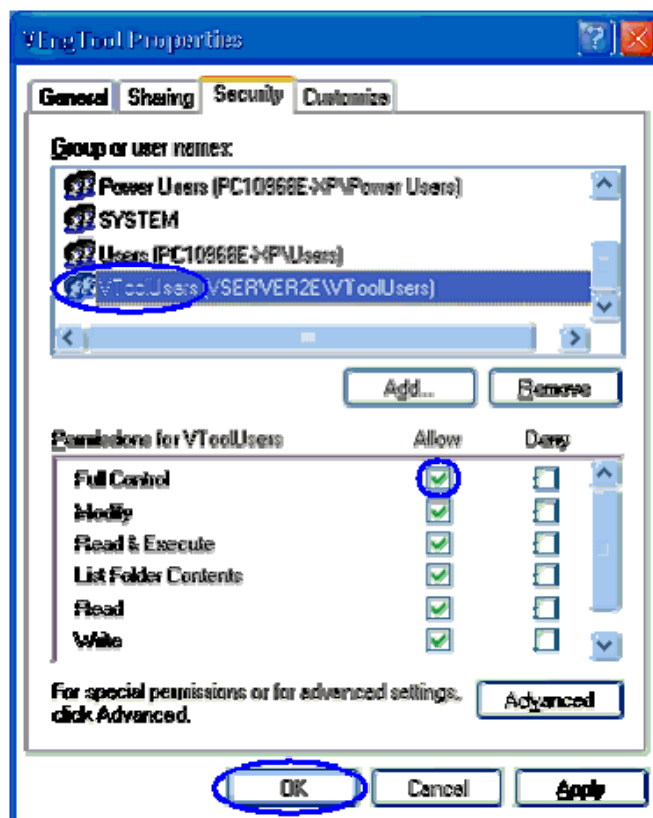 VEngTool Properties
General Sharing Security Customize
Group or user names:
Power Users (PC10968E-XP\Power Users)
SYSTEM
Users (PC10968E-XP\Users)
VToolUsers (VSERVER2E\VToolUsers)
Add... Remove
Permissions for VToolUsers Allow Deny
Full Control
Modify
Read & Execute
List Folder Contents
Read
Write
For special permissions or for advanced settings,
click Advanced.
Advanced
OK Cancel Apply